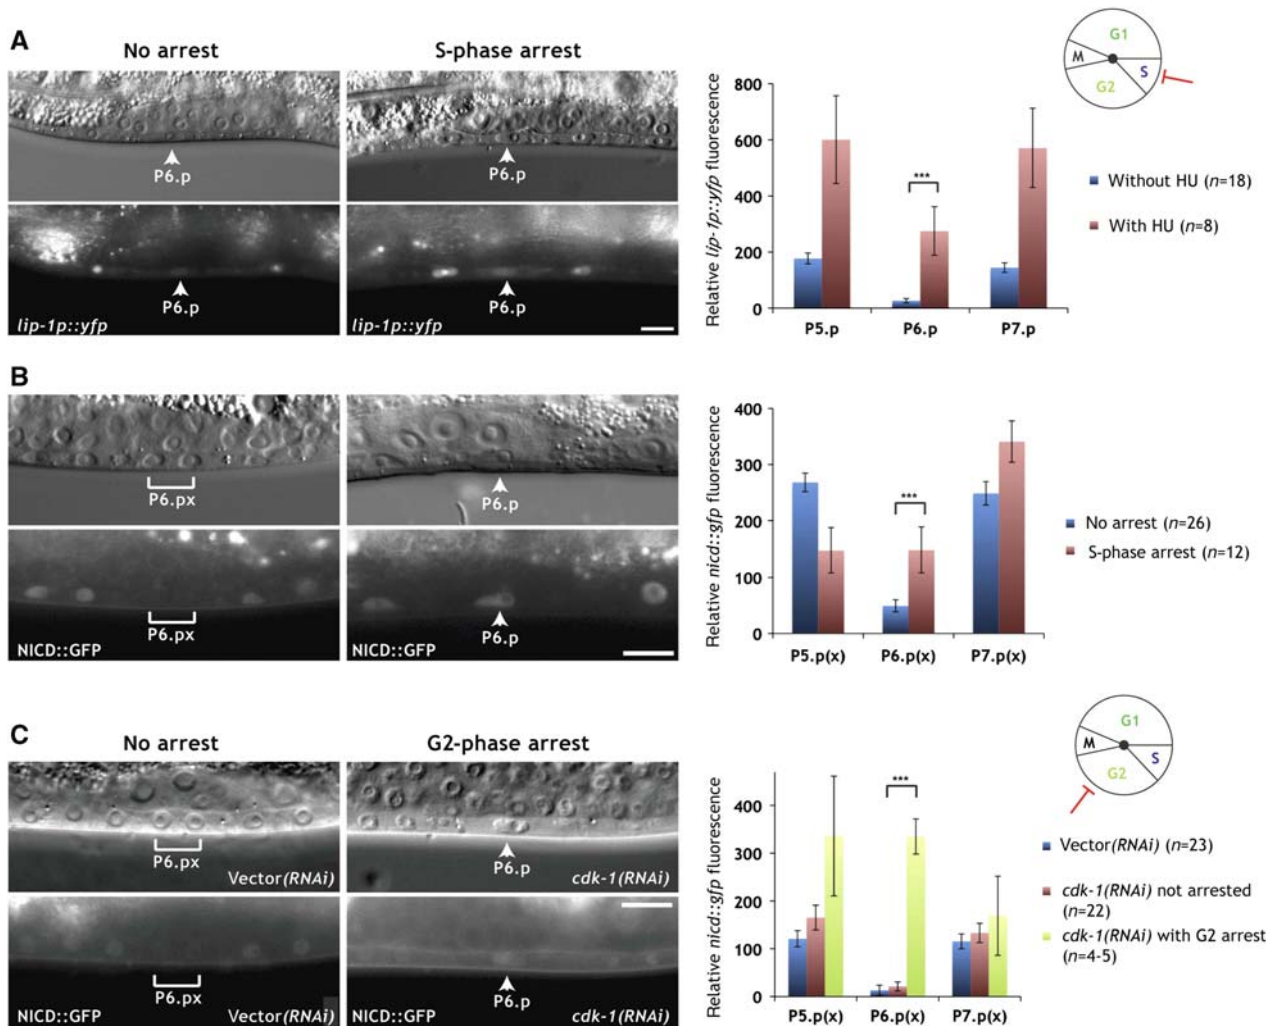 A
No arrest
S-phase arrest
P6.p
P6.p
P6.p
lip-1p::yfp
P6.p
lip-1p::yfp
Relative lip-1p::yfp fluorescence
800
600
400
200
0
***
P5.p
P6.p
P7.p
G1
M
S
G2
Without HU (n=18)
With HU (n=8)
B
P6.px
P6.p
P6.px
NICD::GFP
P6.p
NICD::GFP
Relative nicd::gfp fluorescence
400
300
200
100
0
***
P5.p(x)
P6.p(x)
P7.p(x)
No arrest (n=26)
S-phase arrest (n=12)
C
No arrest
G2-phase arrest
P6.px
Vector(RNAi)
P6.p
cdk-1(RNAi)
P6.px
NICD::GFP
Vector(RNAi)
P6.p
NICD::GFP
cdk-1(RNAi)
Relative nicd::gfp fluorescence
400
300
200
100
0
***
P5.p(x)
P6.p(x)
P7.p(x)
G1
M
S
G2
Vector(RNAi) (n=23)
cdk-1(RNAi) not arrested
(n=22)
cdk-1(RNAi) with G2 arrest
(n=4-5)